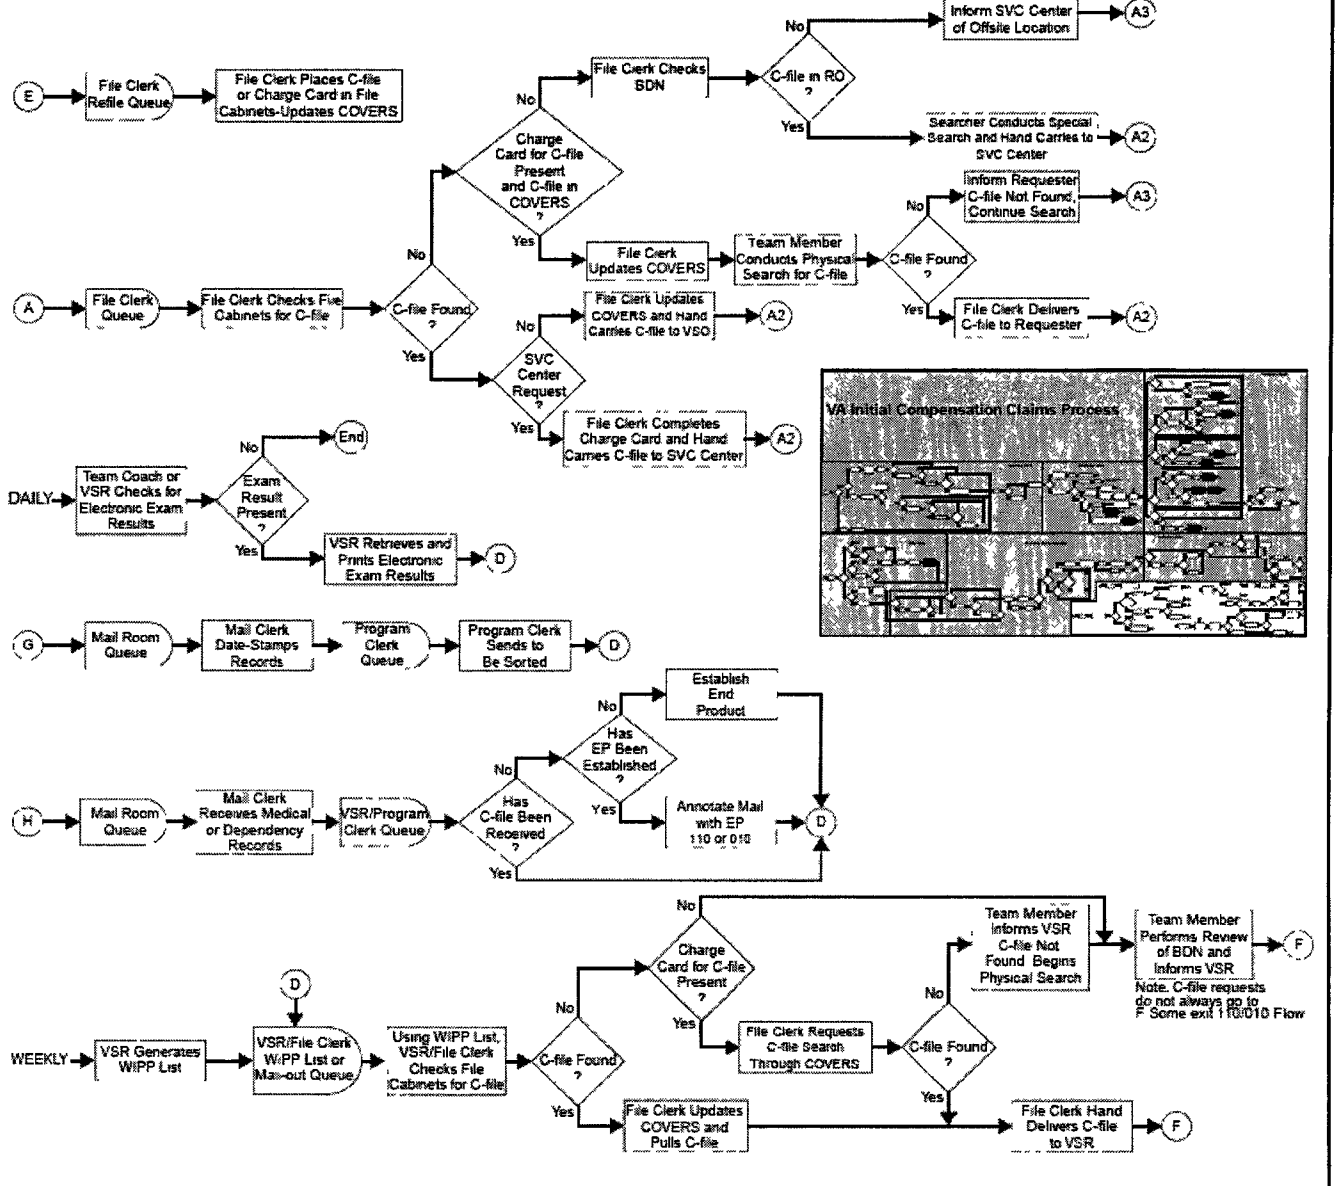 Inform SVC Center
of Offsite Location
A3
No
File Clerk Checks
SDN
C-file in RO
?
Yes
Searcher Conducts Special
Search and Hand Carries to
SVC Center
A2
E
File Clerk
Refile Queue
File Clerk Places C-file
or Charge Card in File
Cabinets-Updates COVERS
No
Charge
Card for C-file
Present
and C-file in
COVERS
?
Yes
File Clerk
Updates COVERS
Team Member
Conducts Physical
Search for C-file
No
C-file Found
?
Yes
Inform Requester
C-file Not Found,
Continue Search
A3
File Clerk Delivers
C-file to Requester
A2
A
File Clerk
Queue
File Clerk Checks File
Cabinets for C-file
No
C-file Found
?
Yes
No
SVC
Center
Request
?
Yes
File Clerk Updates
COVERS and Hand
Carries C-file to VSO
A2
File Clerk Completes
Charge Card and Hand
Carries C-file to SVC Center
A2
VA Initial Compensation Claims Process
DAILY
Team Coach or
VSR Checks for
Electronic Exam
Results
No
Exam
Result
Present
?
Yes
End
VSR Retrieves and
Prints Electronic
Exam Results
D
G
Mail Room
Queue
Mail Clerk
Date-Stamps
Records
Program
Clerk
Queue
Program Clerk
Sends to
Be Sorted
D
H
Mail Room
Queue
Mail Clerk
Receives Medical
or Dependency
Records
VSR/Program
Clerk Queue
No
Has
C-file Been
Received
?
Yes
No
Has
EP Been
Established
?
Yes
Establish
End
Product
Annotate Mail
with EP
110 or 010
D
WEEKLY
VSR Generates
WIPP List
D
VSR/File Clerk
WIPP List or
Max-out Queue
Using WIPP List,
VSR/File Clerk
Checks File
Cabinets for C-file
No
C-file Found
?
Yes
No
Charge
Card for C-file
Present
?
Yes
File Clerk Requests
C-file Search
Through COVERS
No
C-file Found
?
Yes
Team Member
Informs VSR
C-file Not
Found Begins
Physical Search
Team Member
Performs Review
of BDN and
Informs VSR
F
Note. C-file requests
do not always go to
F Some exit 110/010 Flow
File Clerk Updates
COVERS and
Pulls C-file
File Clerk Hand
Delivers C-file
to VSR
F